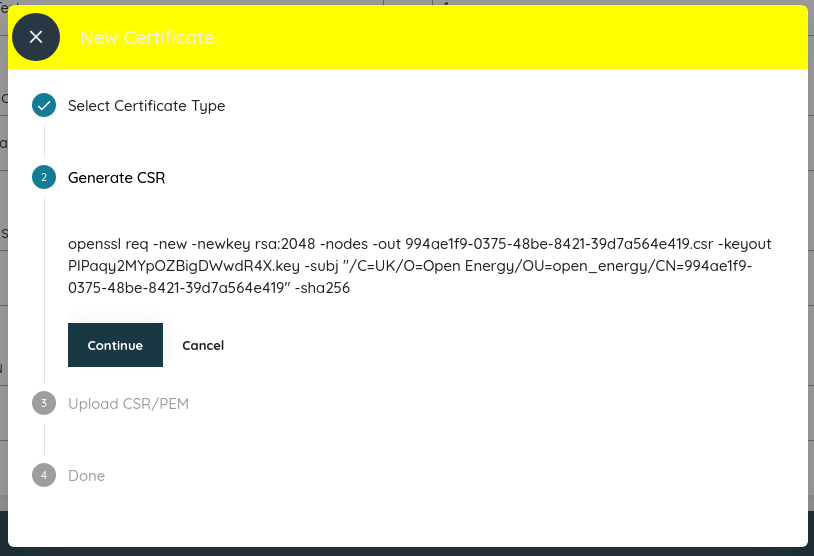 New Certificate
Select Certificate Type
2
Generate CSR
openssl req -new -newkey rsa:2048 -nodes -out 994ae1f9-0375-48be-8421-39d7a564e419.csr -keyout
PIPaqy2MYpOZBigDWwdR4X.key -subj "/C=UK/O=Open Energy/OU=open_energy/CN=994ae1f9-
0375-48be-8421-39d7a564e419" -sha256
Continue Cancel
3
Upload CSR/PEM
4
Done